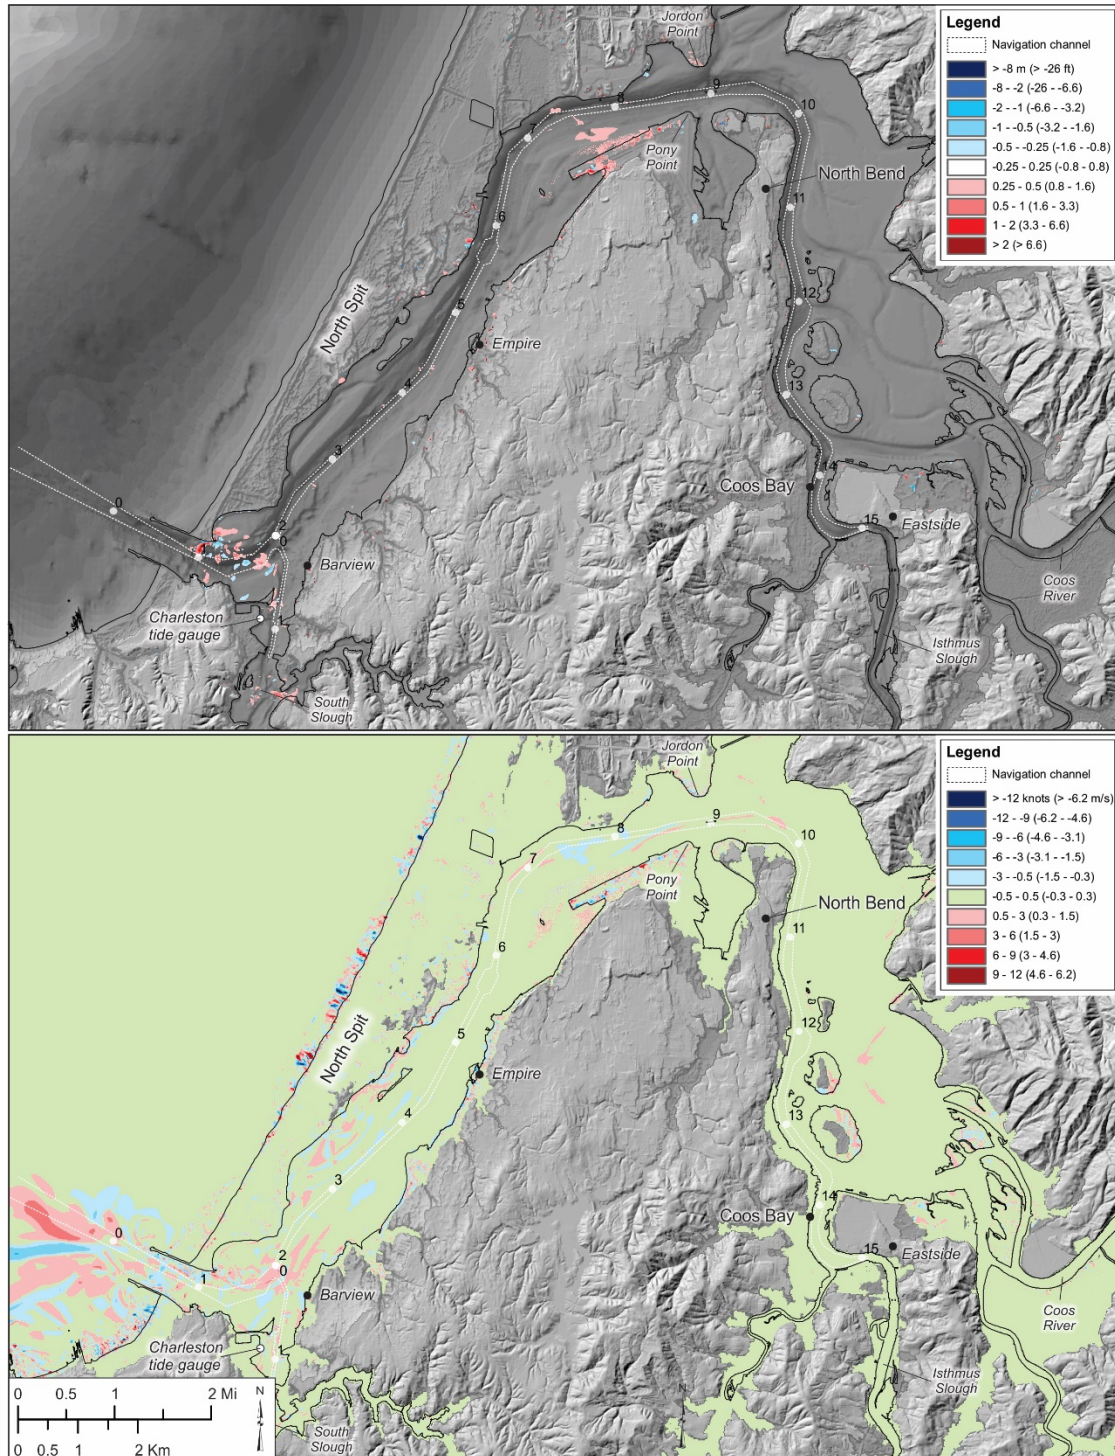 Jordon
Point
Legend
Navigation channel
> -8 m (> -26 ft)
-8 - -2 (-26 - -6.6)
-2 - -1 (-6.6 - -3.2)
-1 - -0.5 (-3.2 - -1.6)
-0.5 - -0.25 (-1.6 - -0.8)
-0.25 - 0.25 (-0.8 - 0.8)
0.25 - 0.5 (0.8 - 1.6)
0.5 - 1 (1.6 - 3.3)
1 - 2 (3.3 - 6.6)
> 2 (> 6.6)
9
8
10
7
Pony
Point
North Bend
11
6
North Spit
12
5
Empire
4
13
3
14
Coos Bay
0
15
Eastside
2
0
1
Barview
Coos
River
Charleston
tide gauge
1
Isthmus
Slough
South
Slough
Jordon
Point
Legend
Navigation channel
> -12 knots (> -6.2 m/s)
-12 - -9 (-6.2 - -4.6)
-9 - -6 (-4.6 - -3.1)
-6 - -3 (-3.1 - -1.5)
-3 - -0.5 (-1.5 - -0.3)
-0.5 - 0.5 (-0.3 - 0.3)
0.5 - 3 (0.3 - 1.5)
3 - 6 (1.5 - 3)
6 - 9 (3 - 4.6)
9 - 12 (4.6 - 6.2)
9
8
10
7
Pony
Point
North Bend
11
6
North Spit
12
5
Empire
4
13
3
14
Coos Bay
0
15
Eastside
2
0
1
Barview
Coos
River
Charleston
tide gauge
Isthmus
Slough
0 0.5 1 2 Mi
N
0 0.5 1 2 Km
South
Slough